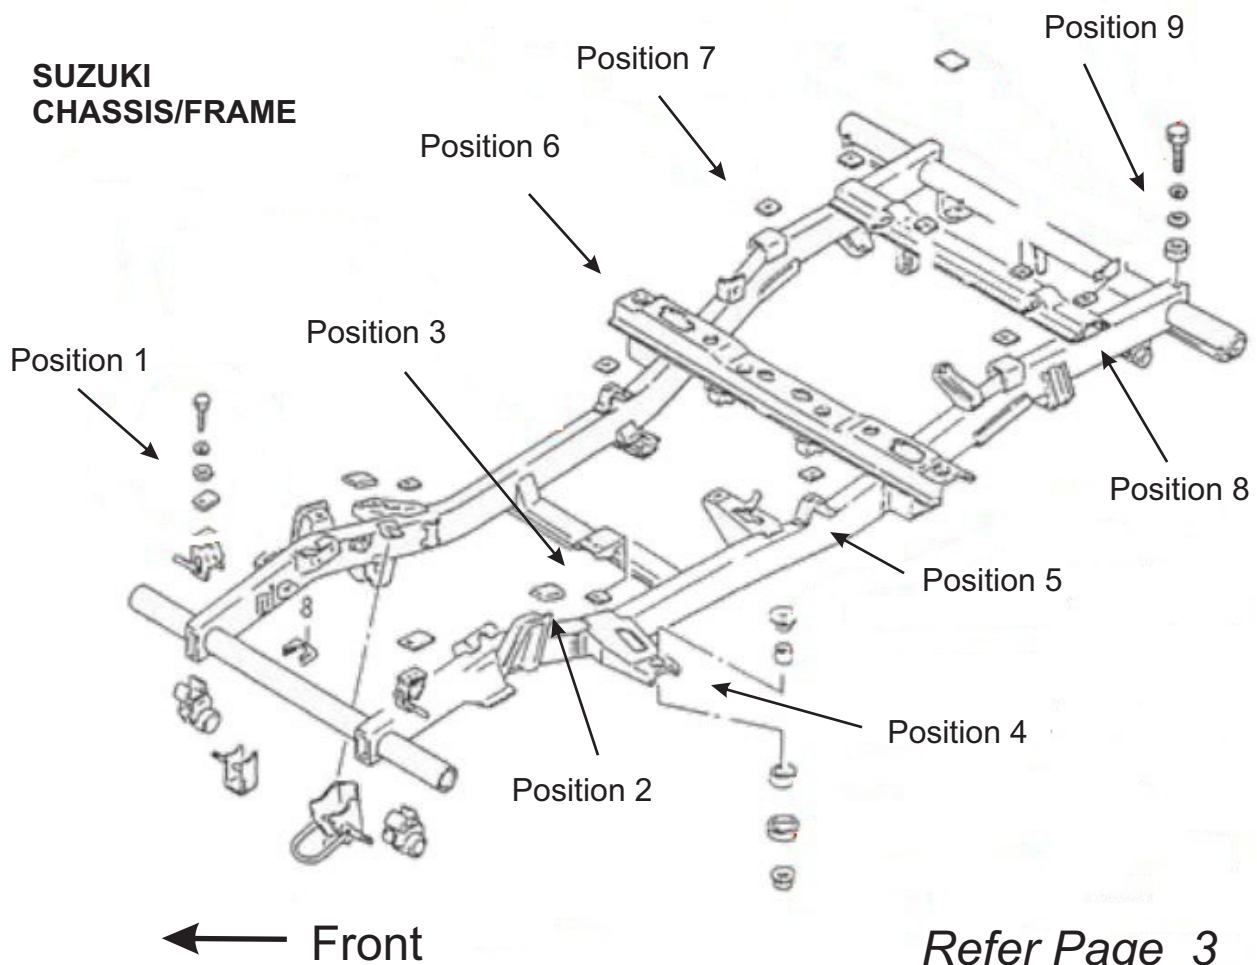 SUZUKI
CHASSIS/FRAME
Position 9
Position 7
Position 6
Position 3
Position 1
Position 8
Position 5
Position 4
Position 2
Front
Refer Page 3